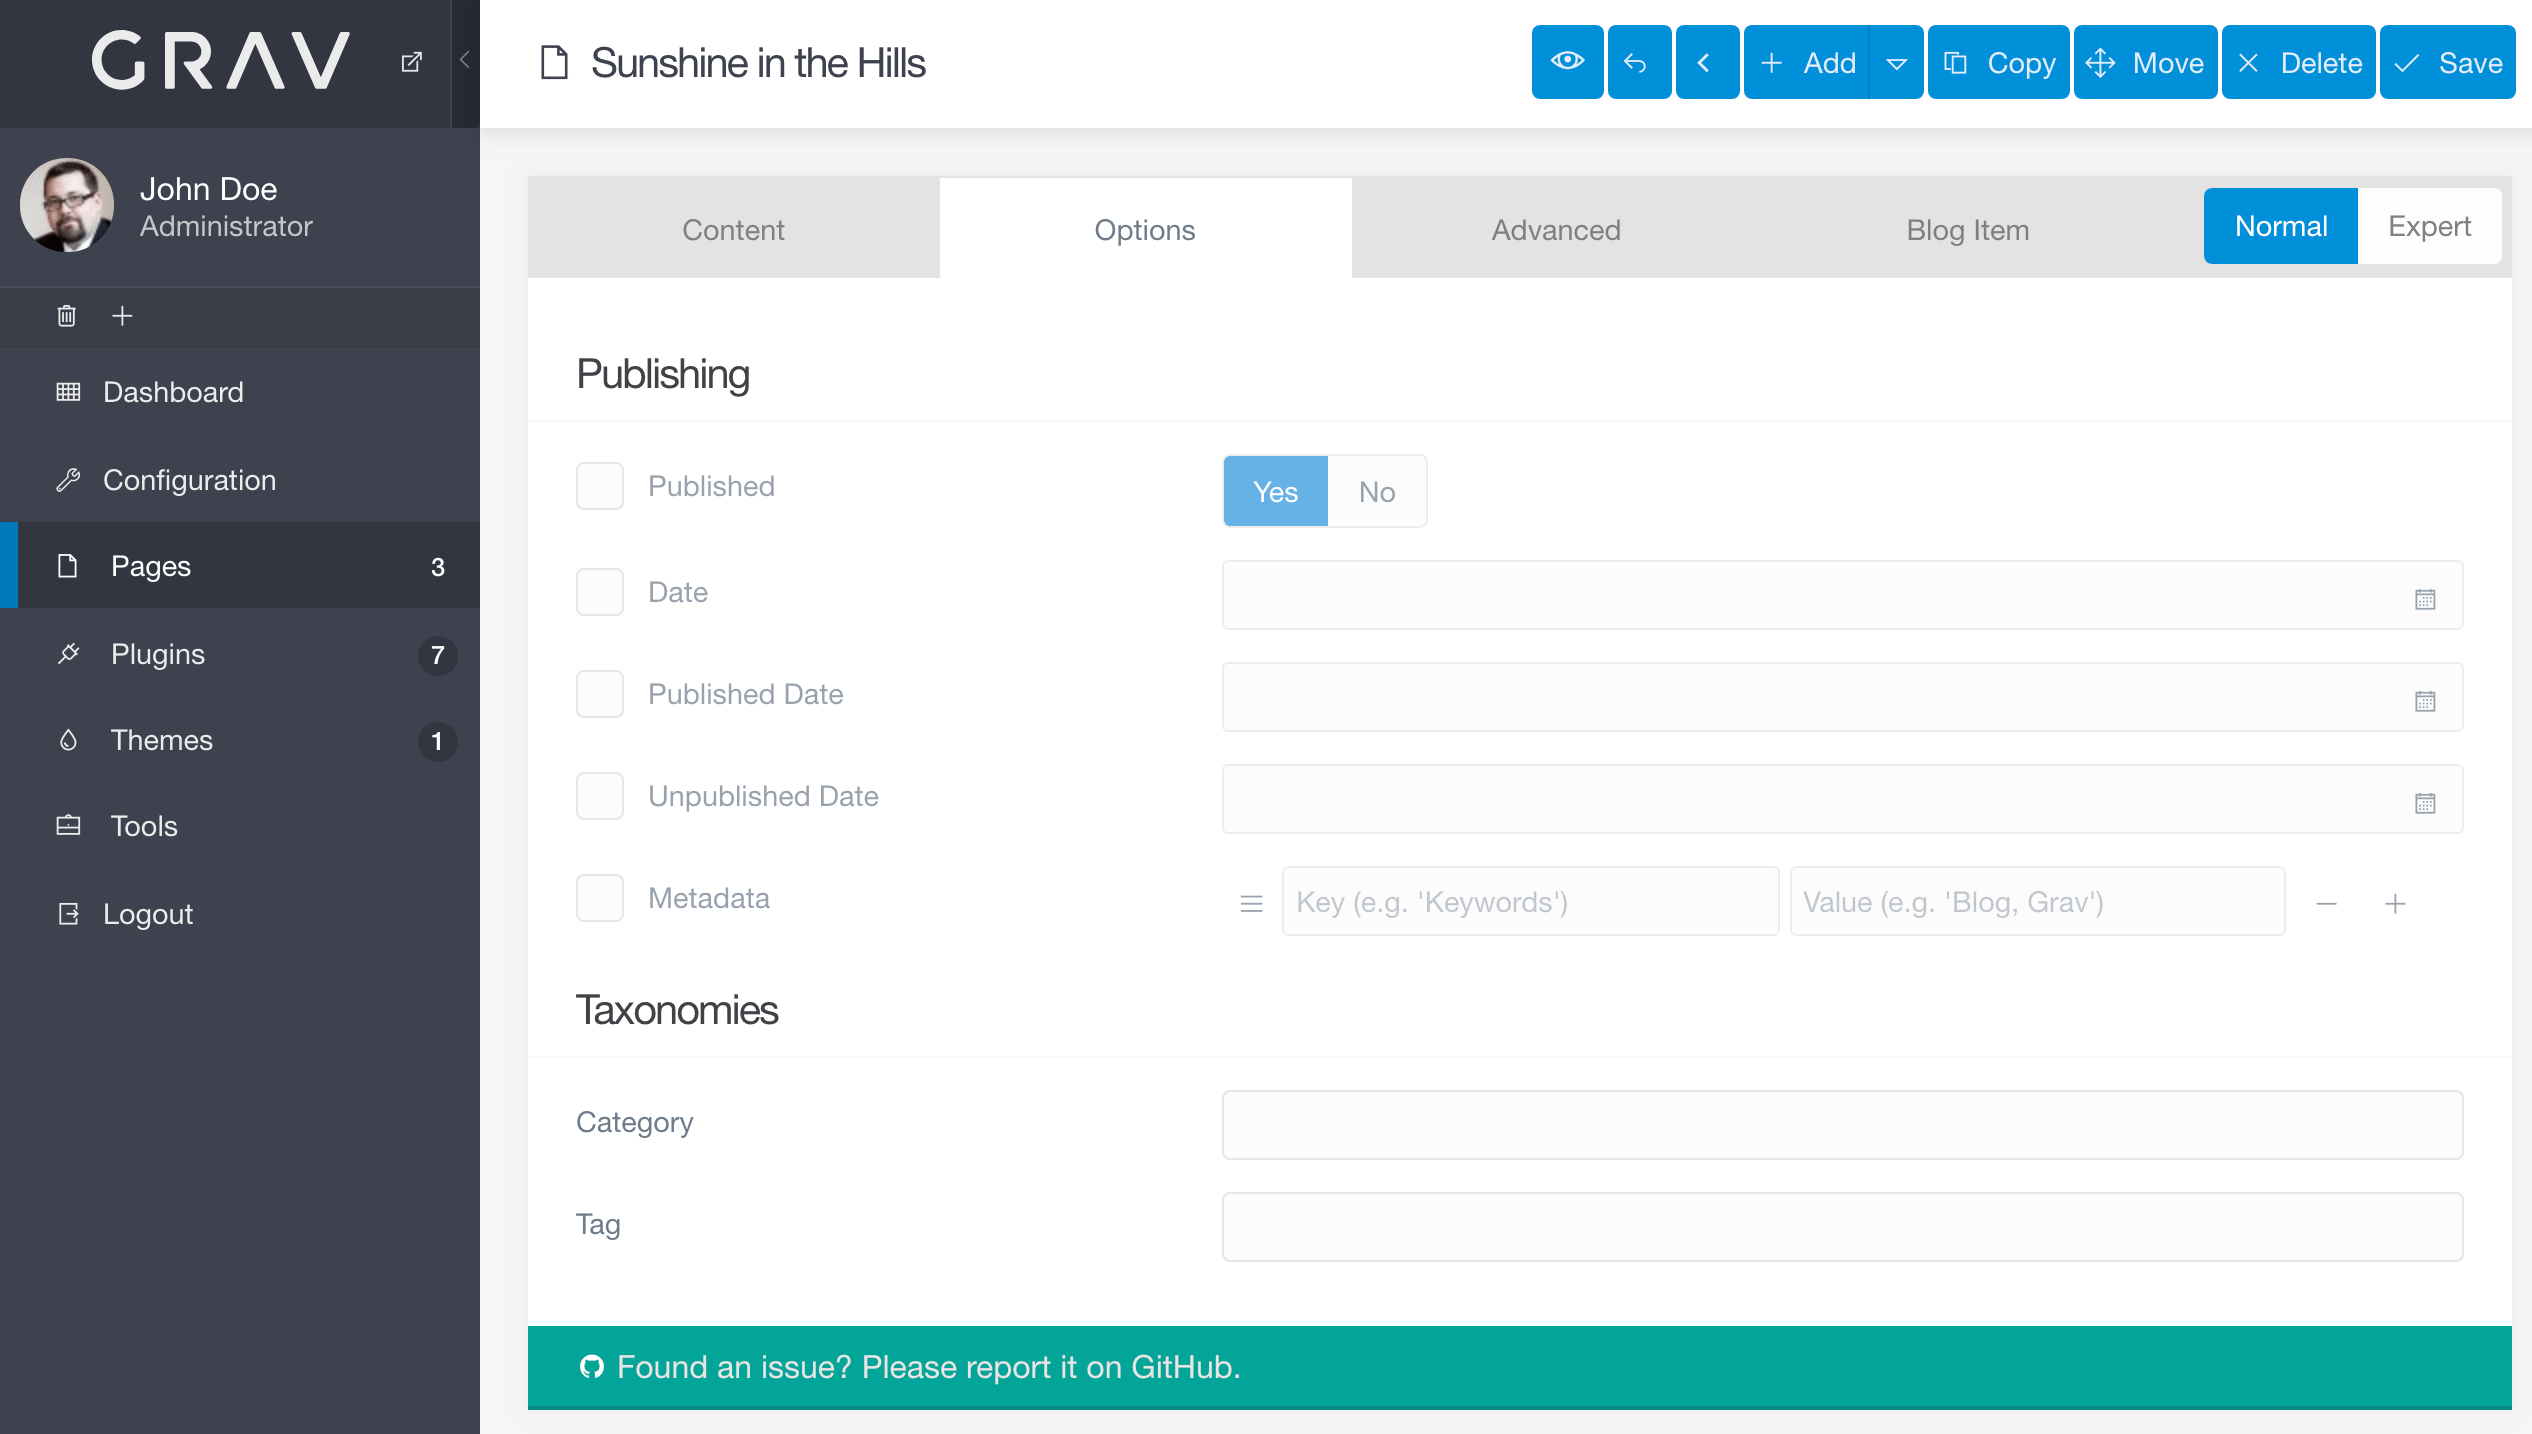 GRAV
Sunshine in the Hills
Add
Copy
Move
Delete
Save
John Doe
Administrator
Dashboard
Configuration
Pages 3
Plugins 7
Themes 1
Tools
Logout
Content
Options
Advanced
Blog Item
Normal
Expert
Publishing
Published
Yes No
Date
Published Date
Unpublished Date
Metadata
Key (e.g. 'Keywords')
Value (e.g. 'Blog, Grav')
Taxonomies
Category
Tag
Found an issue? Please report it on GitHub.